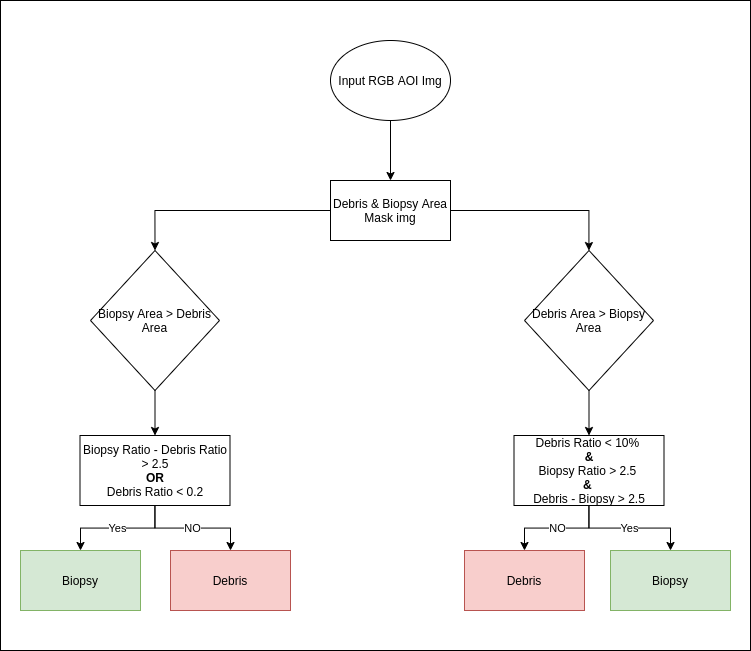 Input RGB AOI Img
Debris & Biopsy Area
Mask img
Biopsy Area > Debris
Area
Debris Area > Biopsy
Area
Biopsy Ratio - Debris Ratio
> 2.5
OR
Debris Ratio < 0.2
Debris Ratio < 10%
&
Biopsy Ratio > 2.5
&
Debris - Biopsy > 2.5
Yes
NO
NO
Yes
Biopsy
Debris
Debris
Biopsy